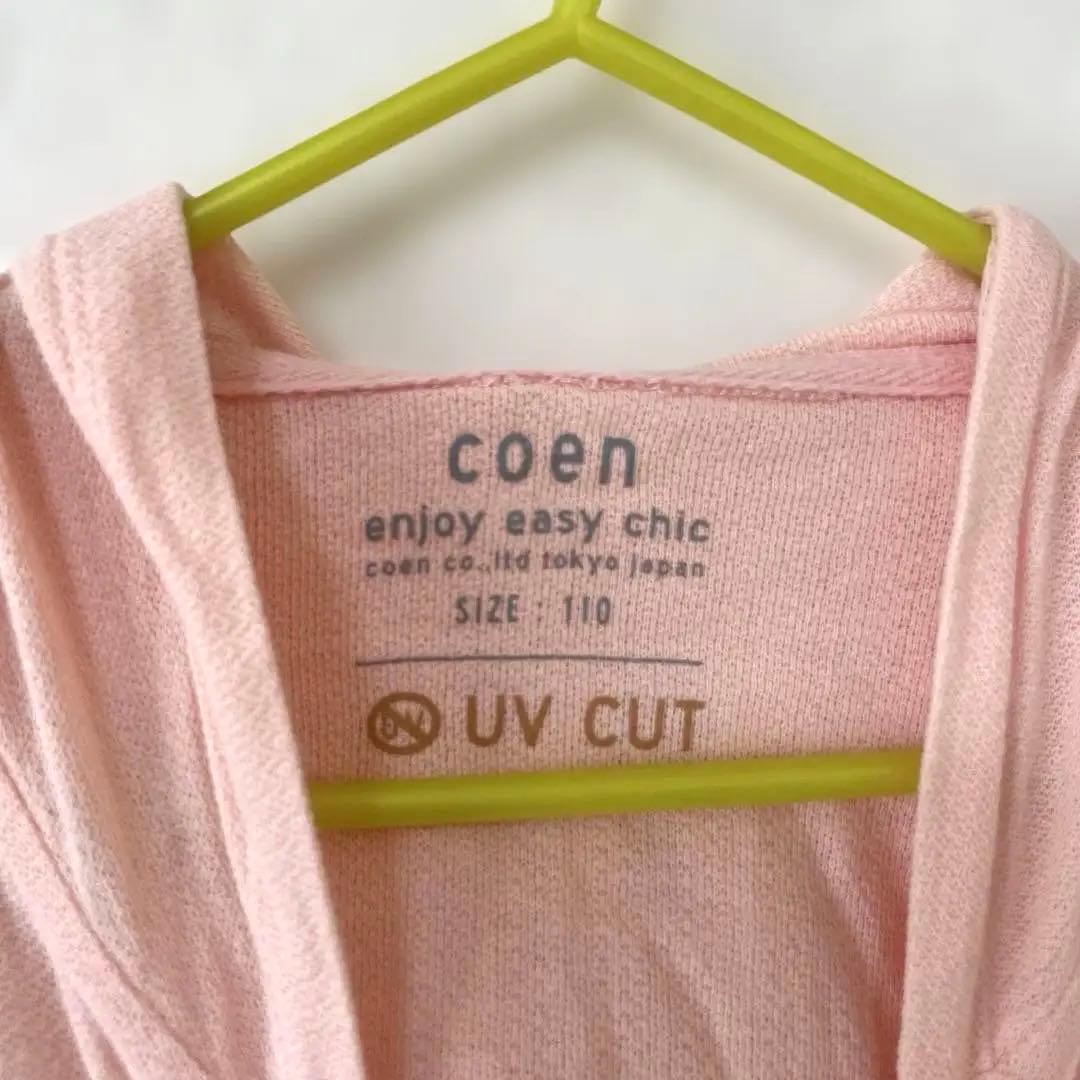 coen
enjoy easy chic
coen co.,ltd tokyo japan
SIZE : 110
UV CUT